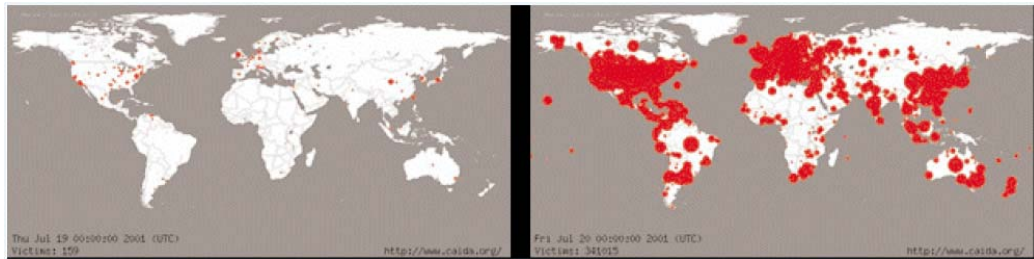 Thu Jul 19 00:00:00 2001 (UTC)
Victims: 159
http://www.caida.org/
Fri Jul 20 00:00:00 2001 (UTC)
Victims: 341015
http://www.caida.org/